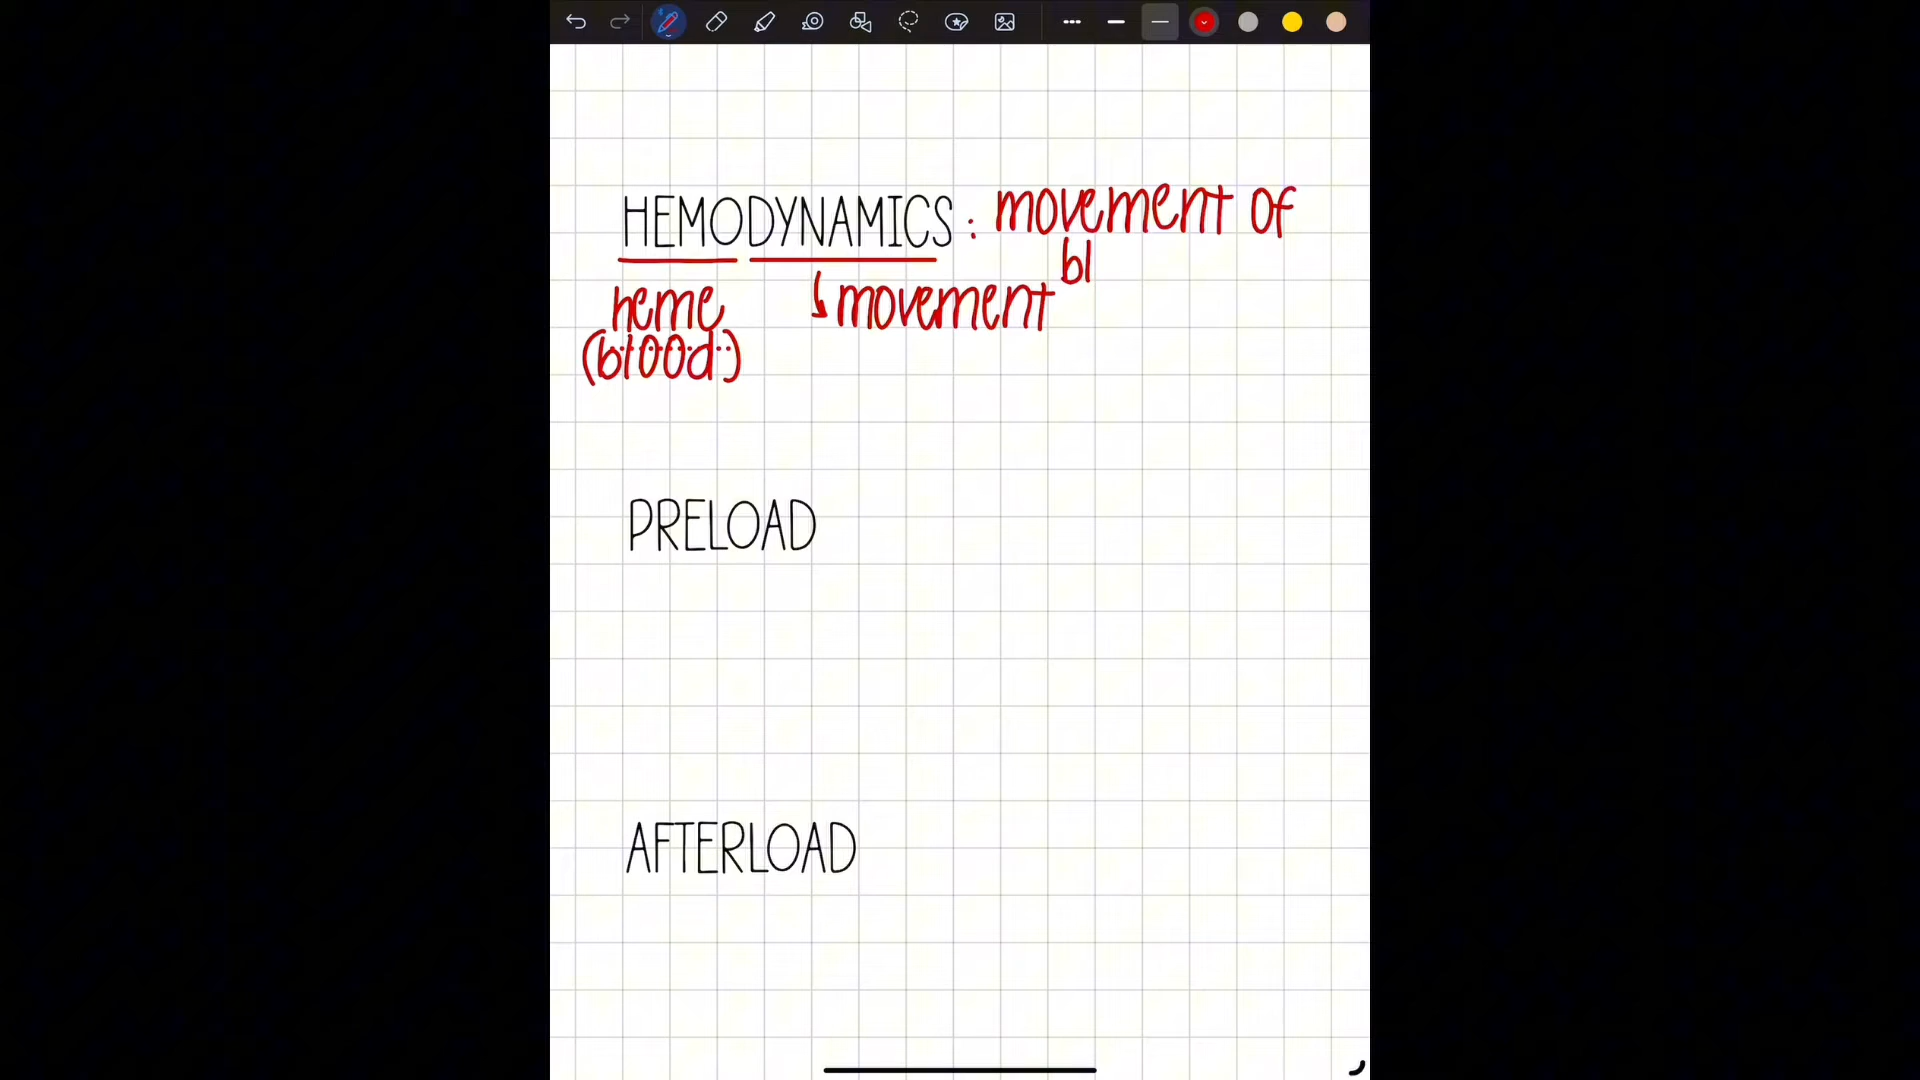 HEMODYNAMICS : movement of
bl
heme movement
(blood)
PRELOAD
AFTERLOAD